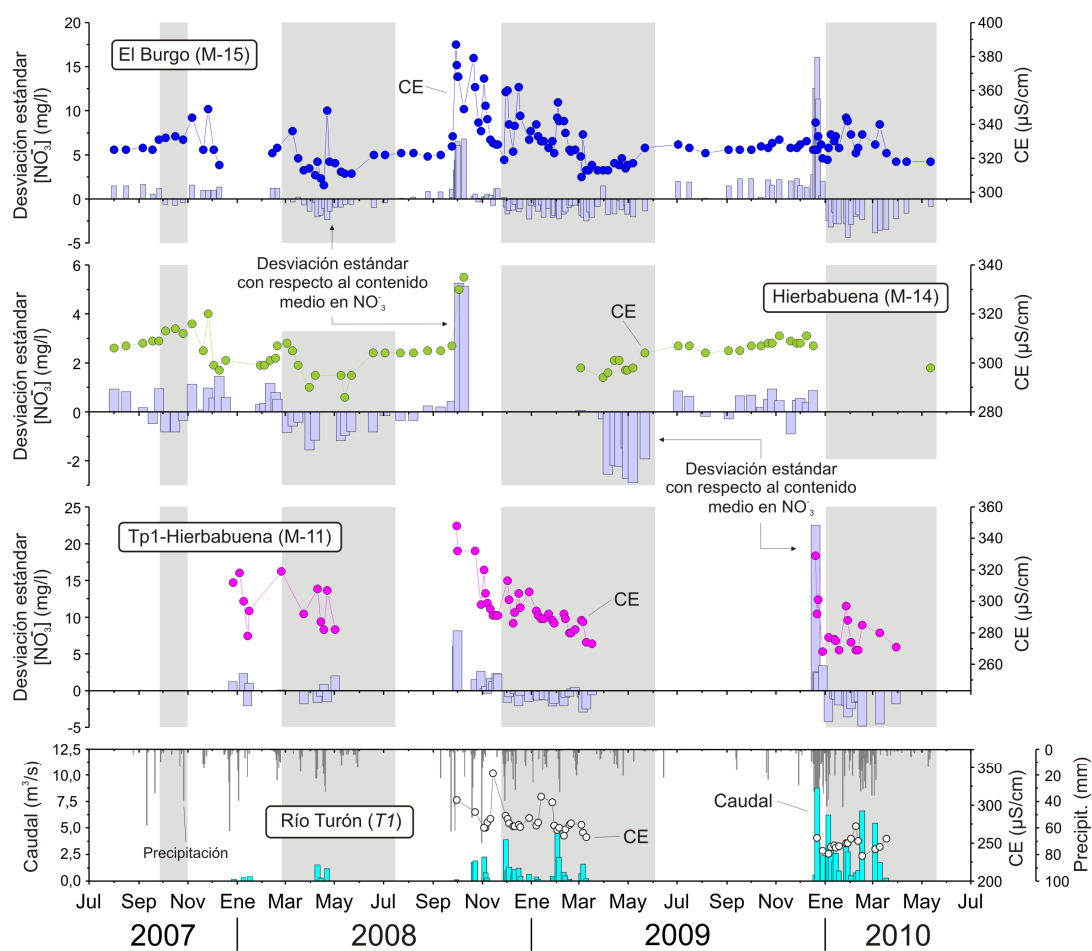 Desviación estándar
[NO₃⁻] (mg/l)
20
15
10
5
0
-5
El Burgo (M-15)
CE
400
380
360
340
320
300
CE (µS/cm)
Desviación estándar
con respecto al contenido
medio en NO₃⁻
Desviación estándar
[NO₃⁻] (mg/l)
6
4
2
0
-2
Hierbabuena (M-14)
CE
340
320
300
280
CE (µS/cm)
Desviación estándar
con respecto al contenido
medio en NO₃⁻
Desviación estándar
[NO₃⁻] (mg/l)
25
20
15
10
5
0
-5
Tp1-Hierbabuena (M-11)
CE
360
340
320
300
280
260
CE (µS/cm)
Caudal (m³/s)
12,5
10,0
7,5
5,0
2,5
0,0
Precipitación
Río Turón (T1)
CE
Caudal
350
300
250
200
CE (µS/cm)
0
20
40
60
80
100
Precipit. (mm)
Jul Sep Nov Ene Mar May Jul Sep Nov Ene Mar May Jul Sep Nov Ene Mar May Jul
2007 2008 2009 2010